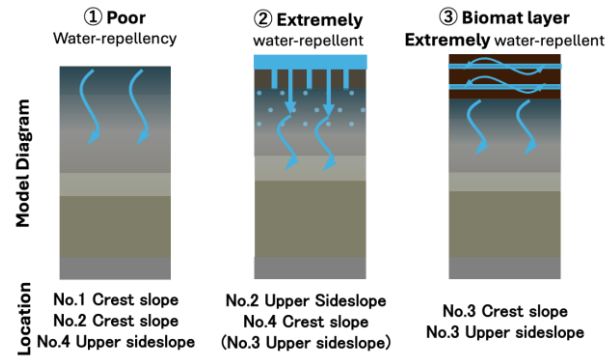 ① Poor
Water-repellency
② Extremely
water-repellent
③ Biomat layer
Extremely water-repellent
Model Diagram
Location
No.1 Crest slope
No.2 Crest slope
No.4 Upper sideslope
No.2 Upper Sideslope
No.4 Crest slope
(No.3 Upper sideslope)
No.3 Crest slope
No.3 Upper sideslope